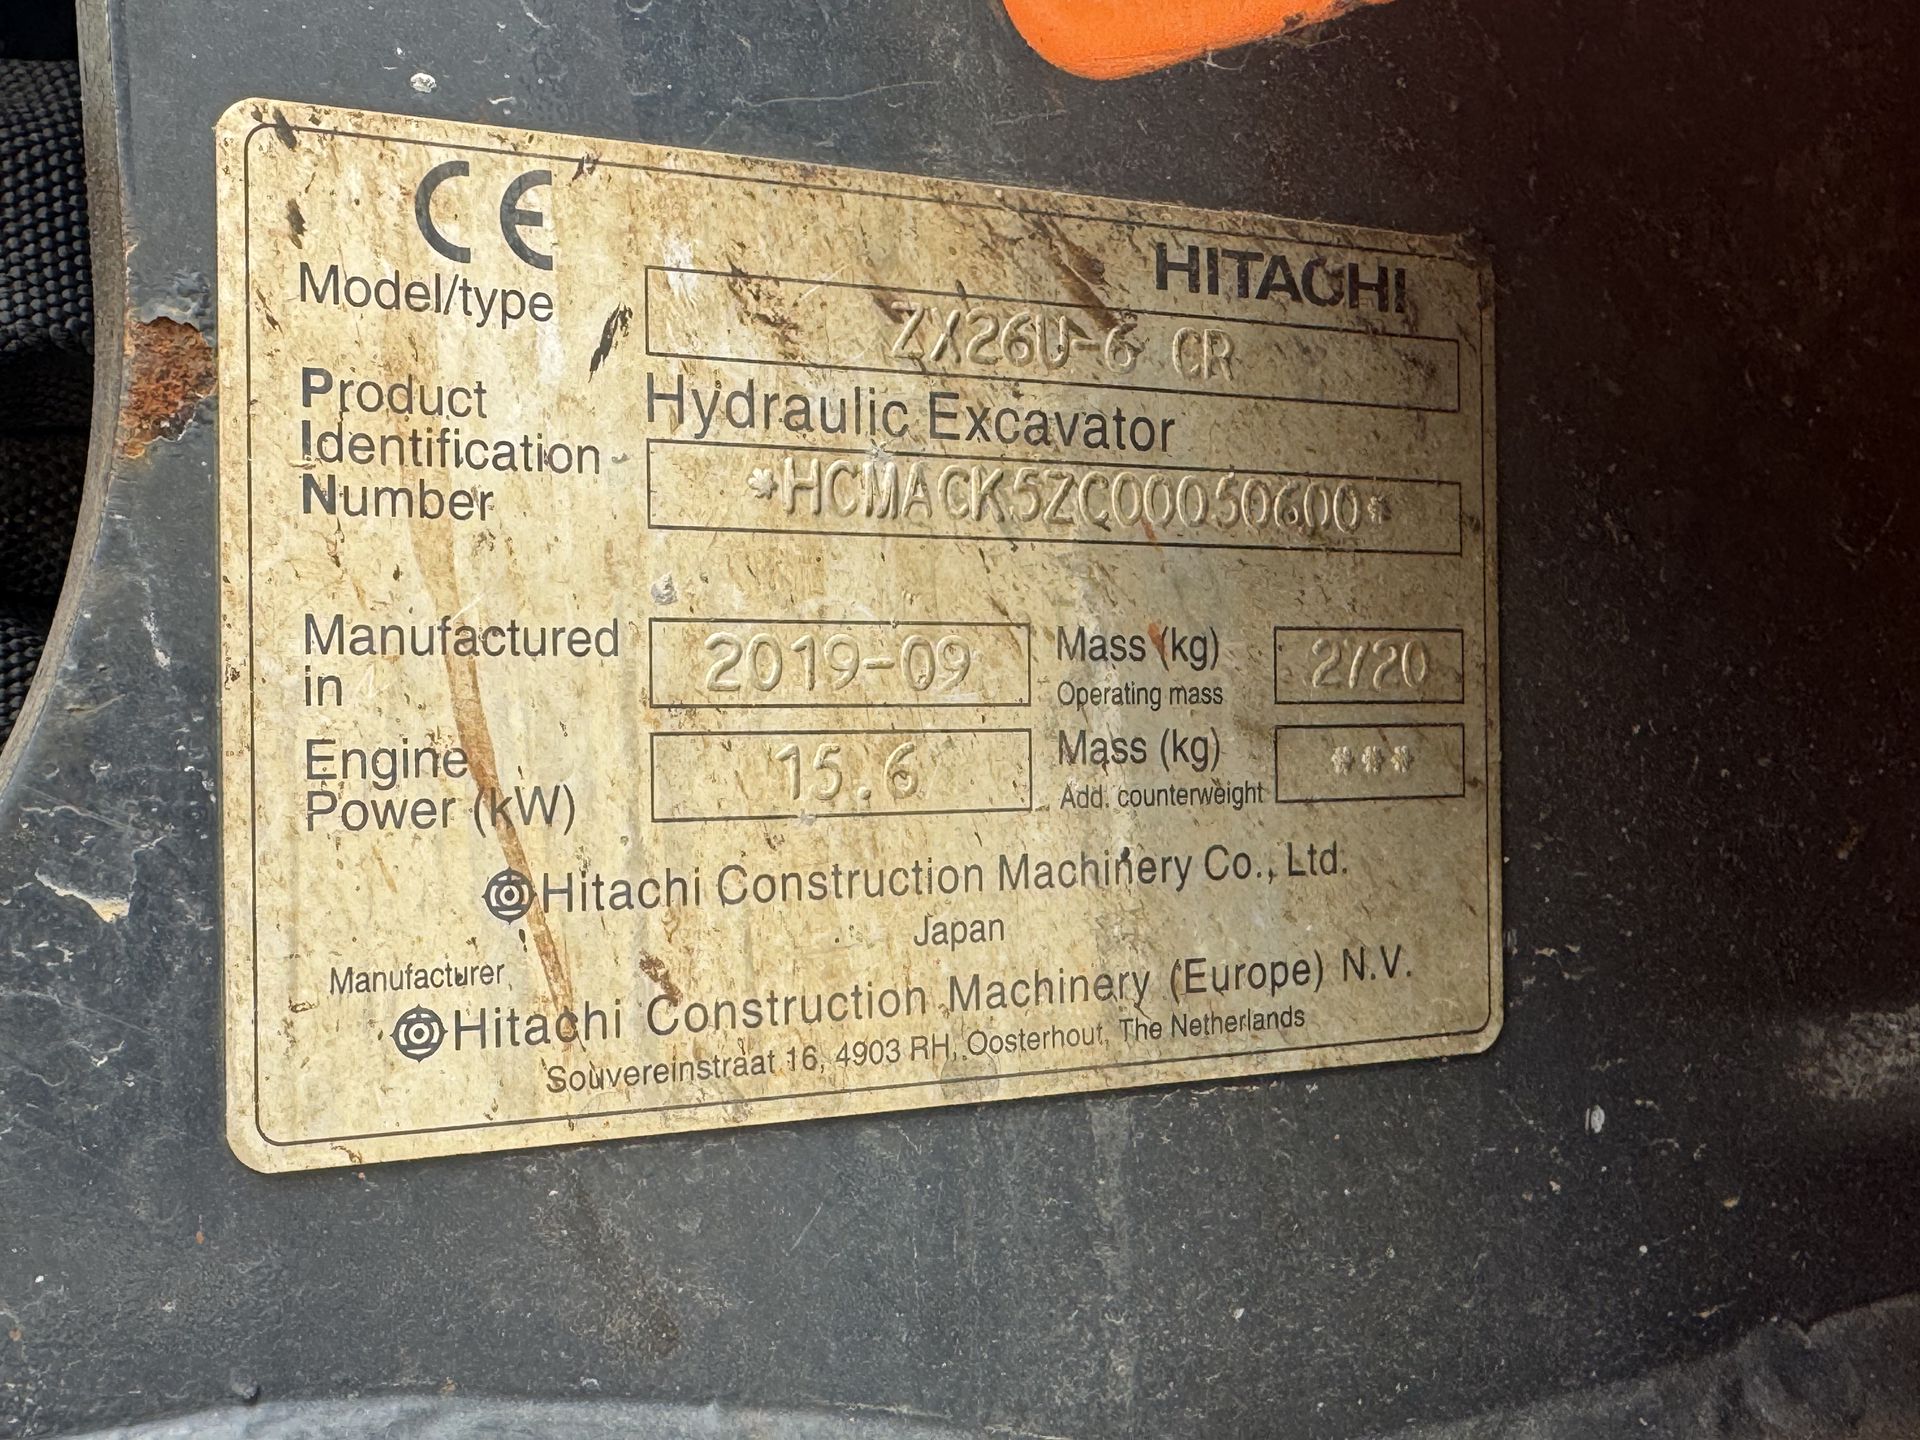 CE
HITACHI
Model/type ZX26U-6 CR
Hydraulic Excavator
Product
Identification
Number *HCMACK5ZC00050600*
Manufactured
in 2019-09
Mass (kg) 2720
Operating mass
Engine
Power (kW) 15.6
Mass (kg) ***
Add. counterweight
Hitachi Construction Machinery Co., Ltd.
Japan
Manufacturer
Hitachi Construction Machinery (Europe) N.V.
Souvereinstraat 16, 4903 RH, Oosterhout, The Netherlands